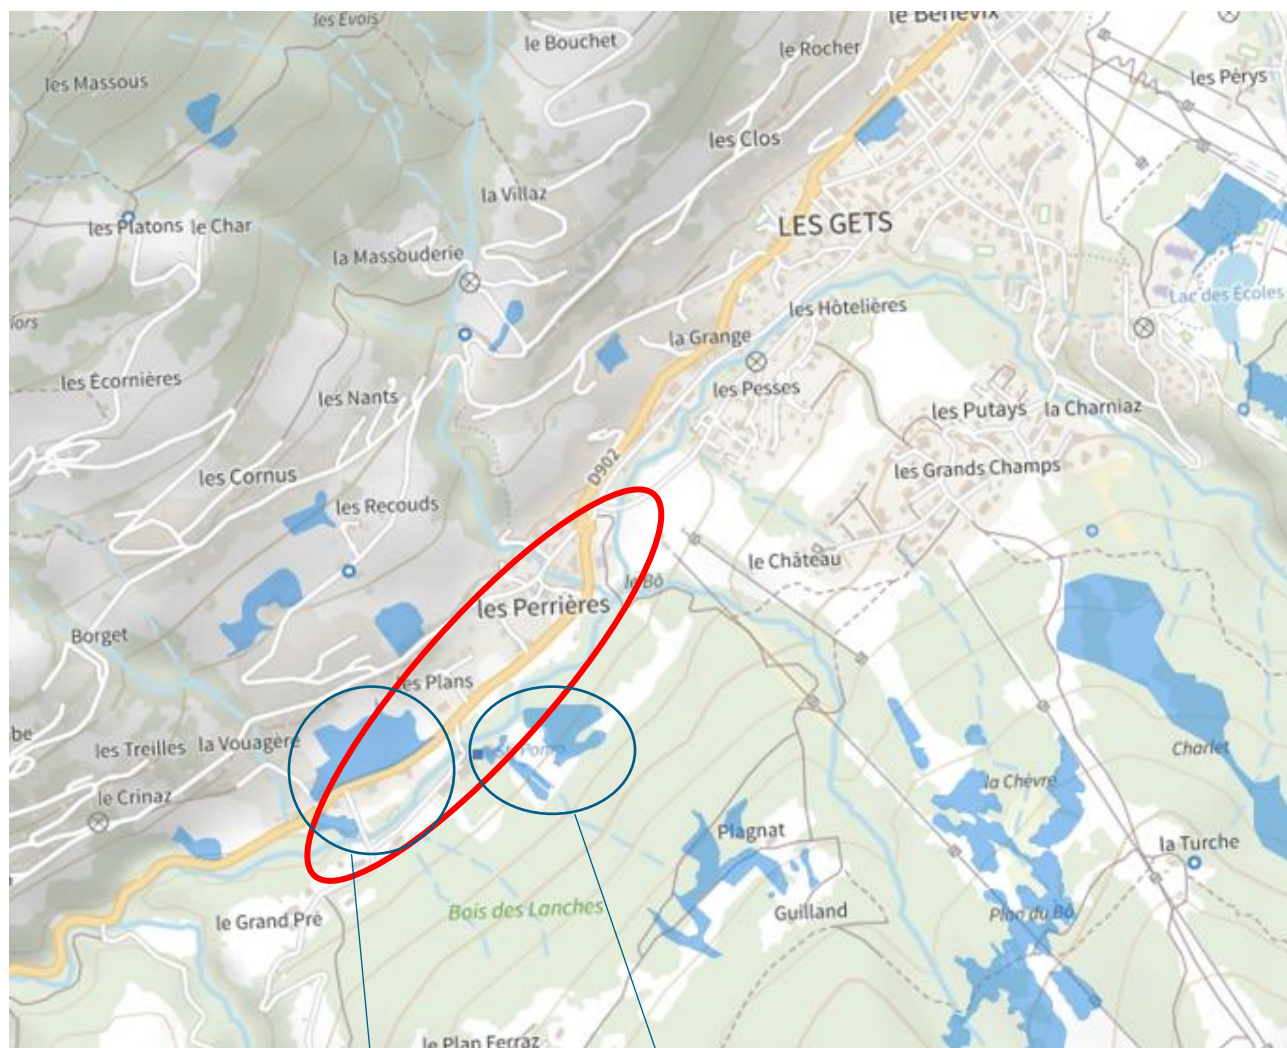 les Evois
le Bénévix
le Bouchet
le Rocher
les Massous
les Pérys
les Clos
la Villaz
les Platons
le Char
LES GETS
la Massouderie
Lac des Écoles
les Hôtelières
iors
la Grange
les Écornières
les Pesses
les Nants
les Putays
la Charniaz
D902
les Cornus
les Grands Champs
les Recouds
le Château
le Bô
les Perrières
Borget
les Plans
be
les Treilles
la Vouagère
Charlet
la Chèvre
le Crinaz
Plagnat
la Turche
le Grand Pré
Bois des Lanches
Guilland
Plan du Bô
le Plan Ferraz